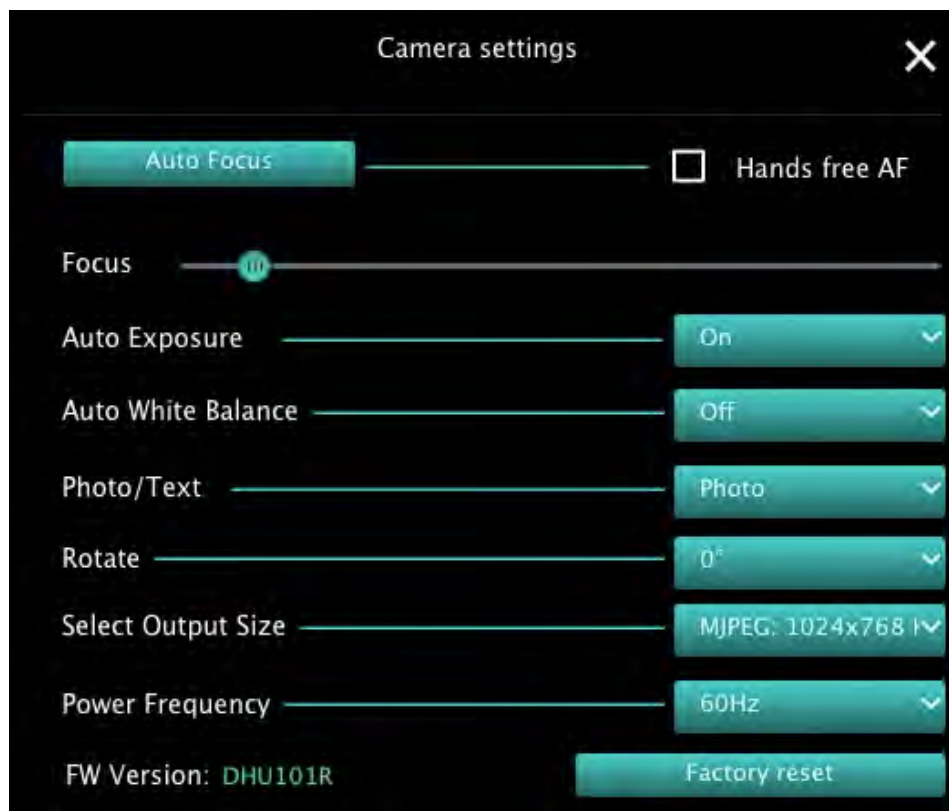 Camera settings
Auto Focus Hands free AF
Focus
Auto Exposure On
Auto White Balance Off
Photo/Text Photo
Rotate 0°
Select Output Size MJPEG: 1024x768
Power Frequency 60Hz
FW Version: DHU101R Factory reset